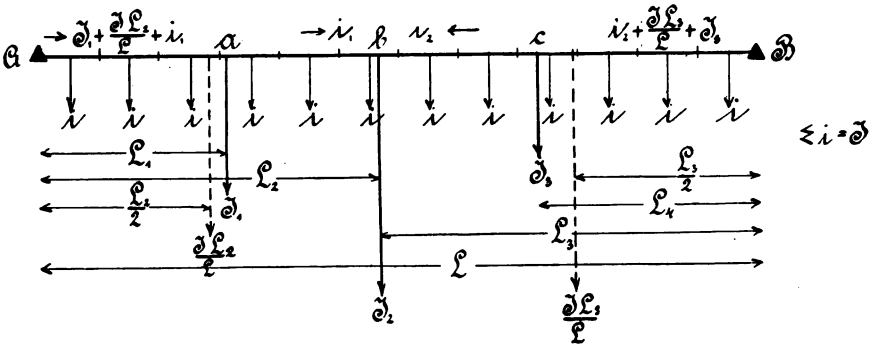 A → J₁ + JL₂/L + i₁ a → i₁ b i₂ ← c i₂ + JL₃/L + J₃ B
i i i i i i i i i i i i
Σ i = J
L₁
L₂ J₃ L₃/2
L₂/2 J₁ L₄
JL₂/L L₃
L
J₂ JL₃/L